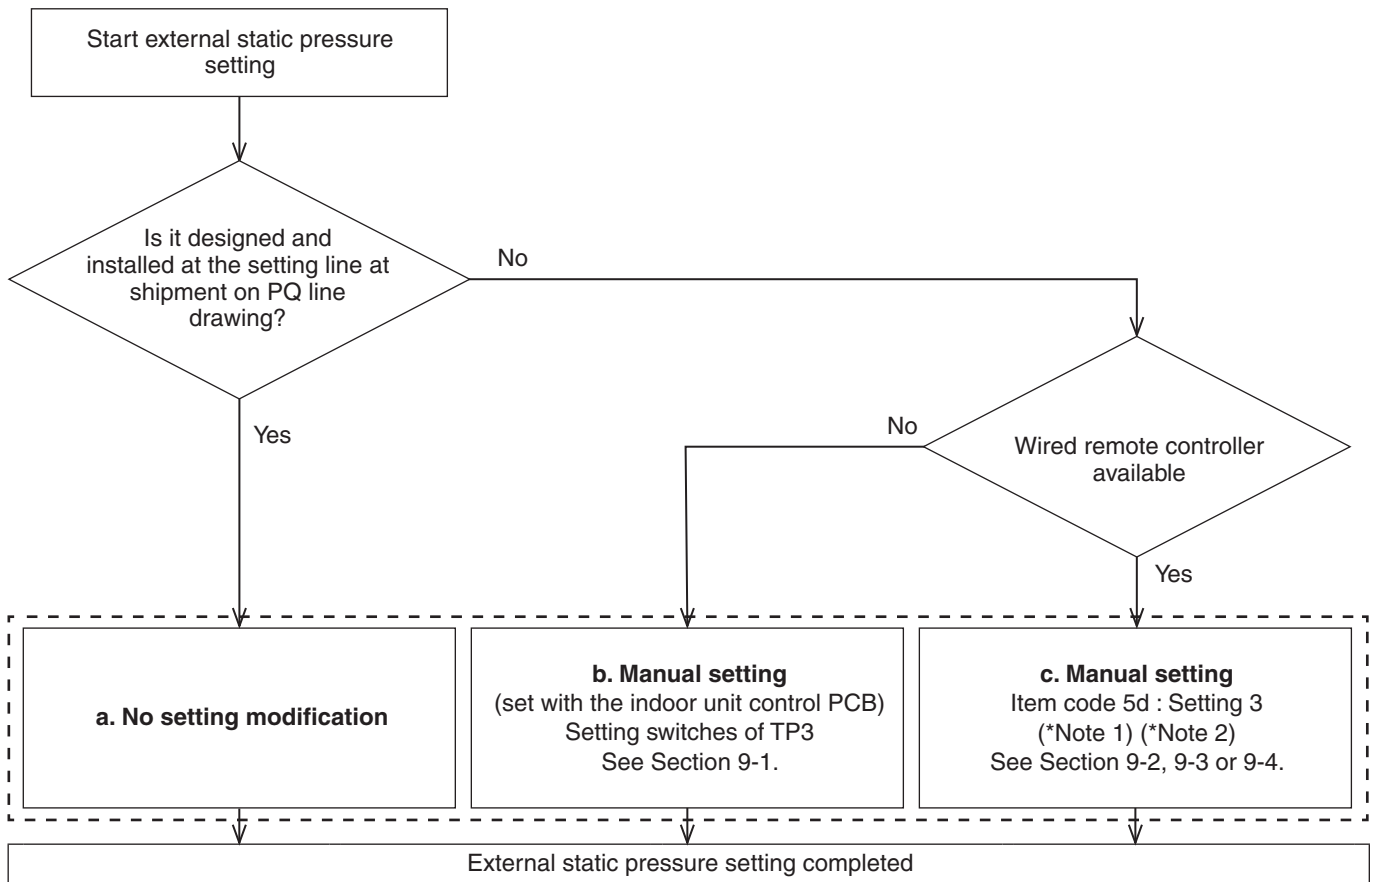 Start external static pressure
setting
Is it designed and
installed at the setting line at
shipment on PQ line
drawing?
No
Yes
No
Wired remote controller
available
Yes
a. No setting modification
b. Manual setting
(set with the indoor unit control PCB)
Setting switches of TP3
See Section 9-1.
c. Manual setting
Item code 5d : Setting 3
(*Note 1) (*Note 2)
See Section 9-2, 9-3 or 9-4.
External static pressure setting completed